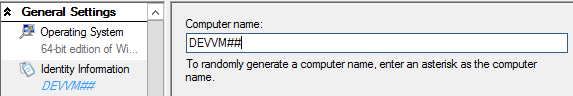 General Settings
Operating System
64-bit edition of Wi...
Identity Information
DEVVM##
Computer name:
DEVVM##
To randomly generate a computer name, enter an asterisk as the computer
name.